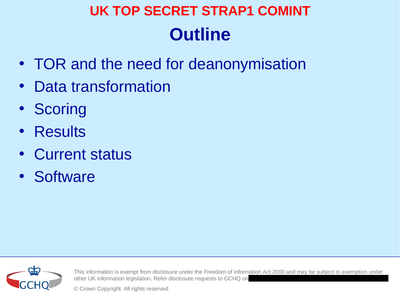 UK TOP SECRET STRAP1 COMINT
Outline
• TOR and the need for deanonymisation
• Data transformation
• Scoring
• Results
• Current status
• Software
GCHQ
This information is exempt from disclosure under the Freedom of Information Act 2000 and may be subject to exemption under
other UK information legislation. Refer disclosure requests to GCHQ on
© Crown Copyright. All rights reserved.